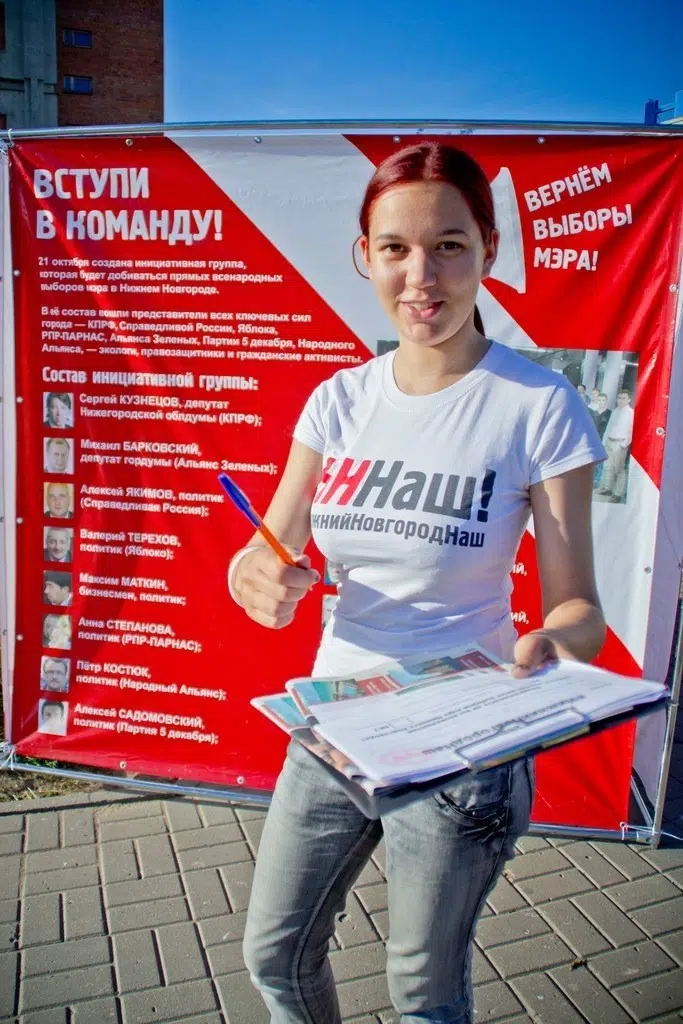 ВСТУПИ
В КОМАНДУ!
21 октября создана инициативная группа,
которая будет добиваться прямых всенародных
выборов мэра в Нижнем Новгороде.
В её состав вошли представители всех ключевых сил
города — КПРФ, Справедливой России, Яблока,
РПР-ПАРНАС, Альянса Зеленых, Партии 5 декабря, Народного
Альянса, — экологи, правозащитники и гражданские активисты.
Состав инициативной группы:
Сергей КУЗНЕЦОВ, депутат
Нижегородской облдумы (КПРФ);
Михаил БАРКОВСКИЙ,
депутат гордумы (Альянс Зеленых);
Алексей ЯКИМОВ, политик
(Справедливая Россия);
Валерий ТЕРЕХОВ,
политик (Яблоко);
Максим МАТКИН,
бизнесмен, политик;
Анна СТЕПАНОВА,
политик (РПР-ПАРНАС);
Пётр КОСТЮК,
политик (Народный Альянс);
Алексей САДОМОВСКИЙ,
политик (Партия 5 декабря);
ВЕРНЁМ
ВЫБОРЫ
МЭРА!
ННаш!
жнийНовгородНаш